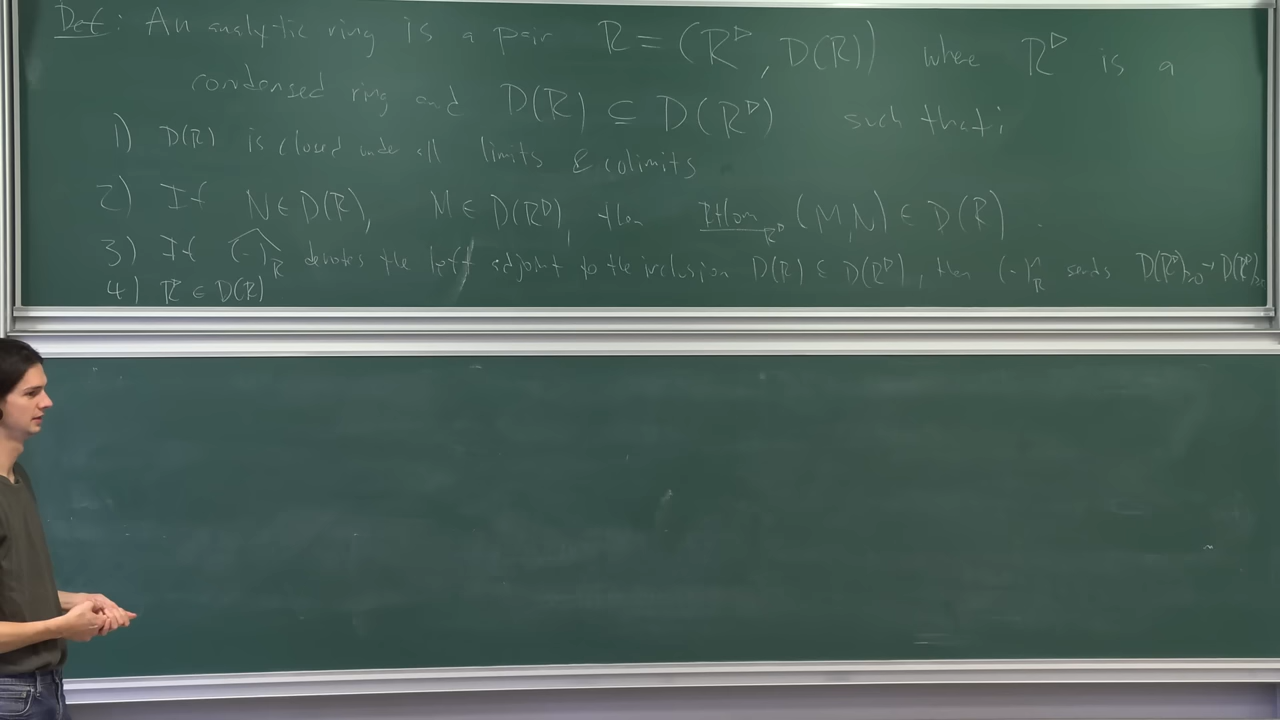 Def: An analytic ring is a pair R = (R^▷, D(R)) where R^▷ is a
condensed ring and D(R) ⊆ D(R^▷) such that:
1) D(R) is closed under all limits & colimits
2) If N ∈ D(R), M ∈ D(R^▷), then RHom_{R^▷} (M,N) ∈ D(R).
3) If (-)^_R denotes the left adjoint to the inclusion D(R) ⊆ D(R^▷), then (-)^_R sends D(R^▷)_{≥0} → D(R^▷)_{≥0}
4) R^▷ ∈ D(R)